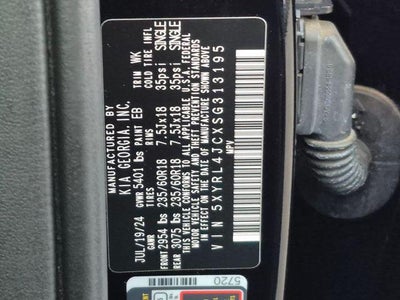 MANUFACTURED BY
KIA GEORGIA, INC.
JUL/19/24 GVWR 5401 lbs PAINT EB TRIM WK
GAWR TIRES RIMS COLD TIRE INFL
FRONT 2954 lbs 235/60R18 7.5JX18 35psi SINGLE
REAR 3075 lbs 235/60R18 7.5JX18 35psi SINGLE
THIS VEHICLE CONFORMS TO ALL APPLICABLE U.S.A. FEDERAL
MOTOR VEHICLE SAFETY AND THEFT PREVENTION STANDARDS
IN EFFECT ON THE DATE OF MANUFACTURE SHOWN ABOVE.
VIN 5XYRL4JCXSG313195
MPV
5720